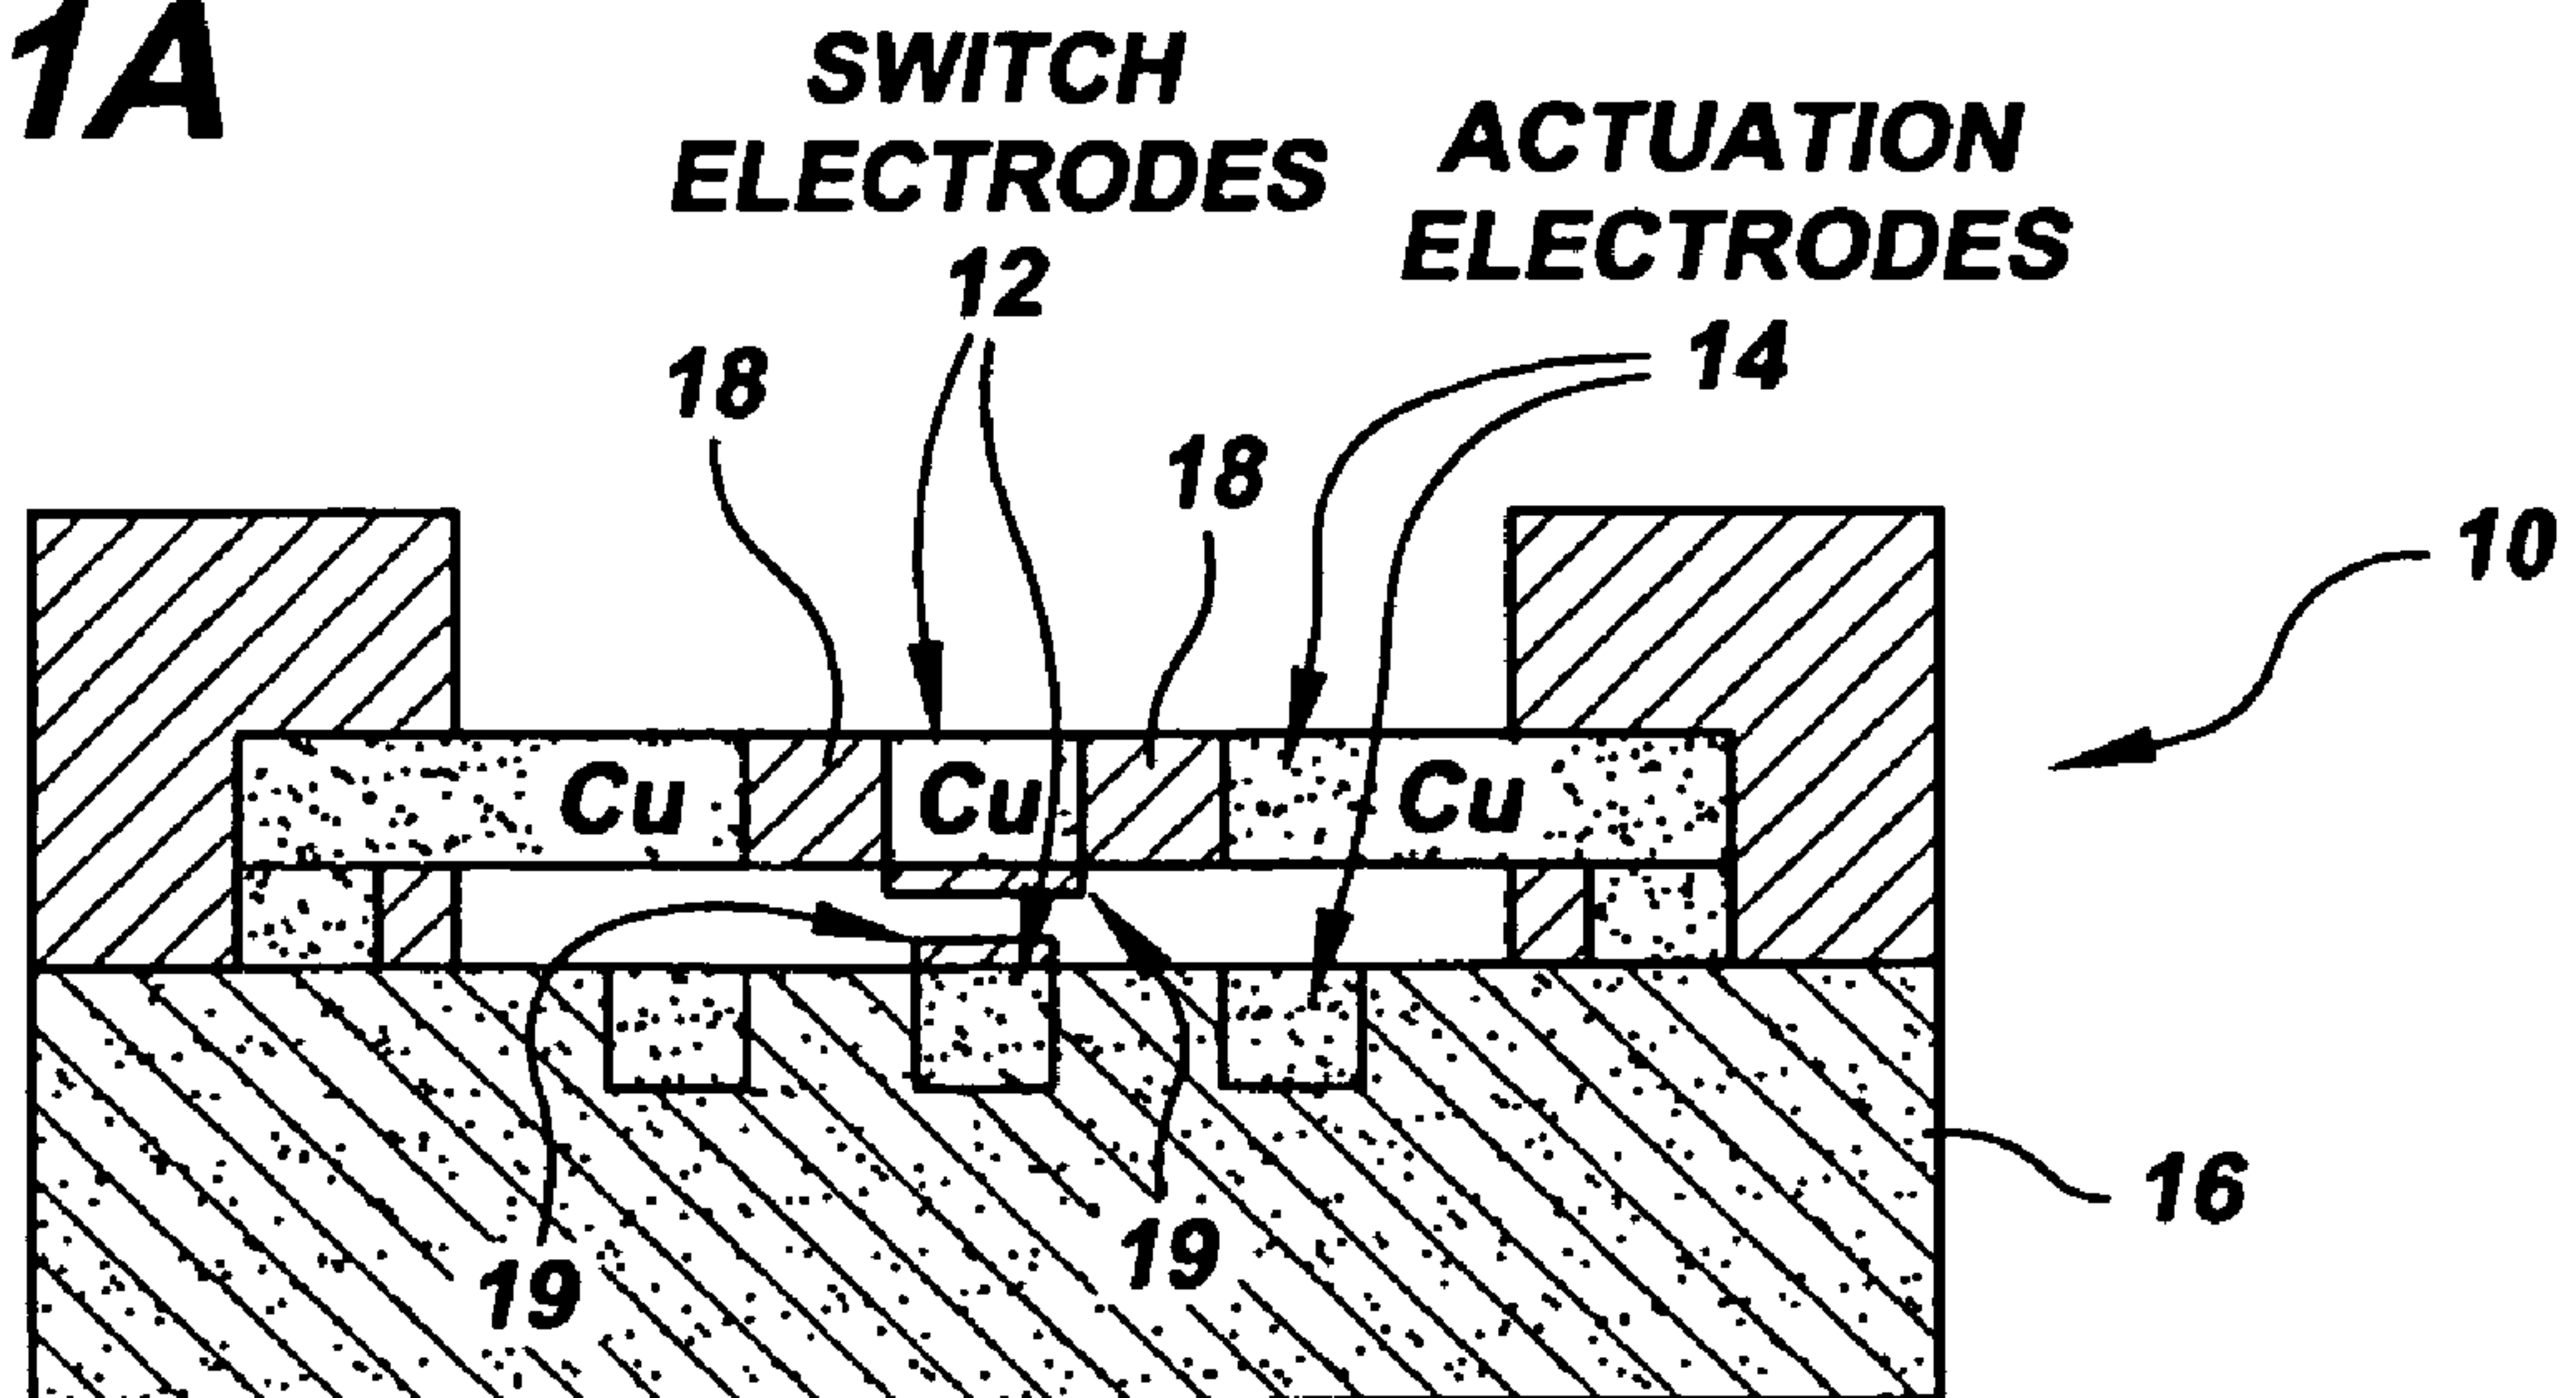 1A
SWITCH
ELECTRODES
12
ACTUATION
ELECTRODES
14
18
18
10
Cu
Cu
Cu
16
19
19